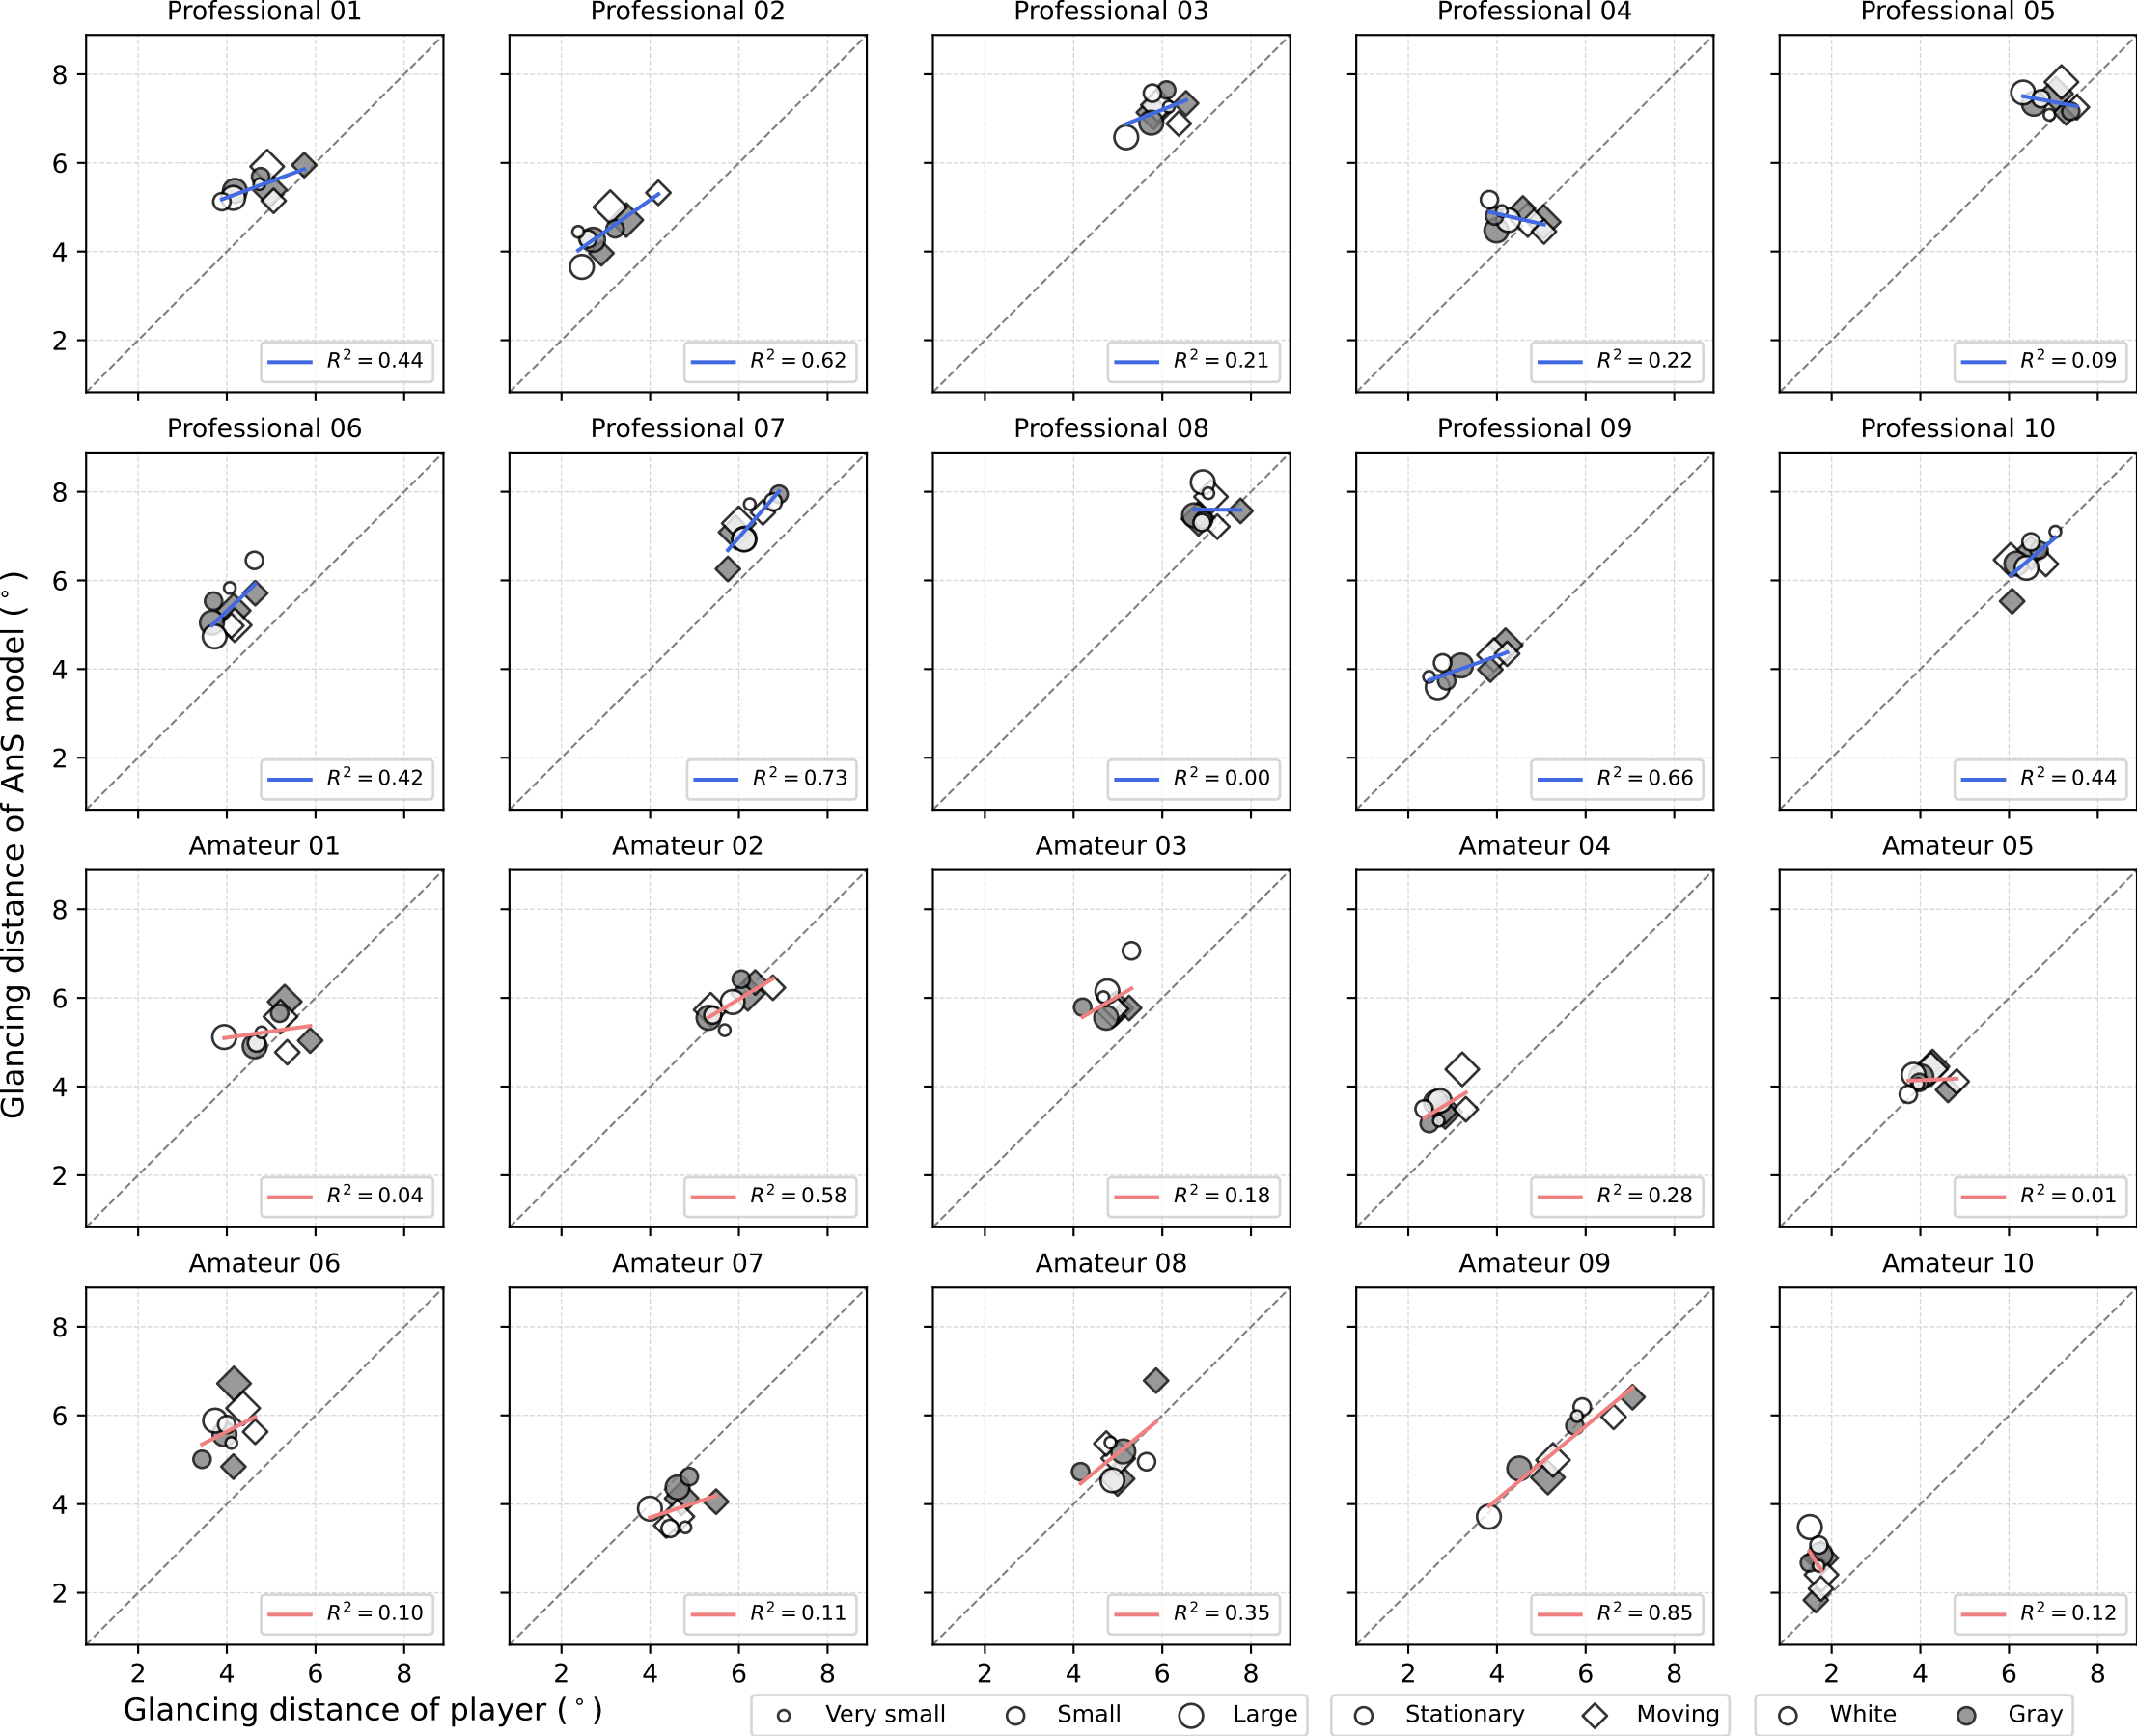 Professional 01 Professional 02 Professional 03 Professional 04 Professional 05
8
6
4
2
R² = 0.44 R² = 0.62 R² = 0.21 R² = 0.22 R² = 0.09
Professional 06 Professional 07 Professional 08 Professional 09 Professional 10
8
6
4
2
R² = 0.42 R² = 0.73 R² = 0.00 R² = 0.66 R² = 0.44
Glancing distance of AnS model (°)
Amateur 01 Amateur 02 Amateur 03 Amateur 04 Amateur 05
8
6
4
2
R² = 0.04 R² = 0.58 R² = 0.18 R² = 0.28 R² = 0.01
Amateur 06 Amateur 07 Amateur 08 Amateur 09 Amateur 10
8
6
4
2
R² = 0.10 R² = 0.11 R² = 0.35 R² = 0.85 R² = 0.12
2 4 6 8 2 4 6 8 2 4 6 8 2 4 6 8 2 4 6 8
Glancing distance of player (°)
Very small Small Large Stationary Moving White Gray